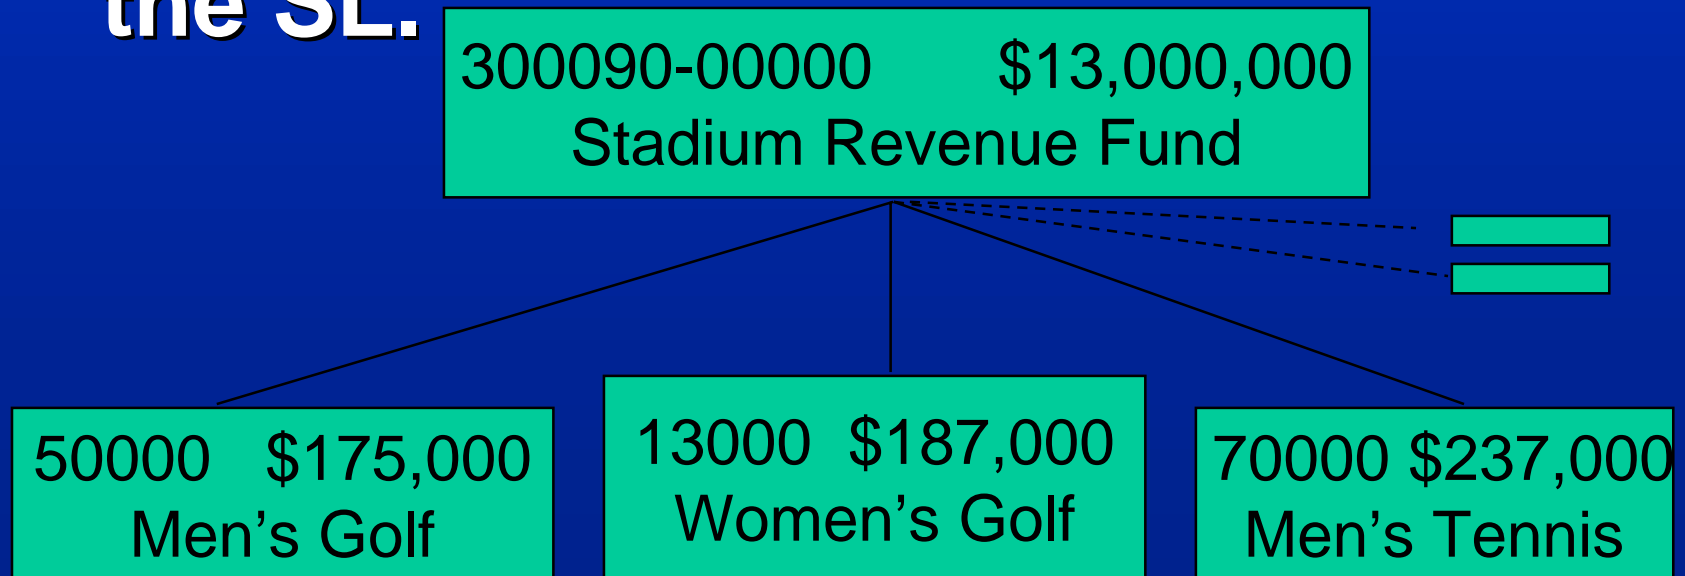 the SL.
300090-00000 $13,000,000
Stadium Revenue Fund
50000 $175,000
Men’s Golf
13000 $187,000
Women’s Golf
70000 $237,000
Men’s Tennis